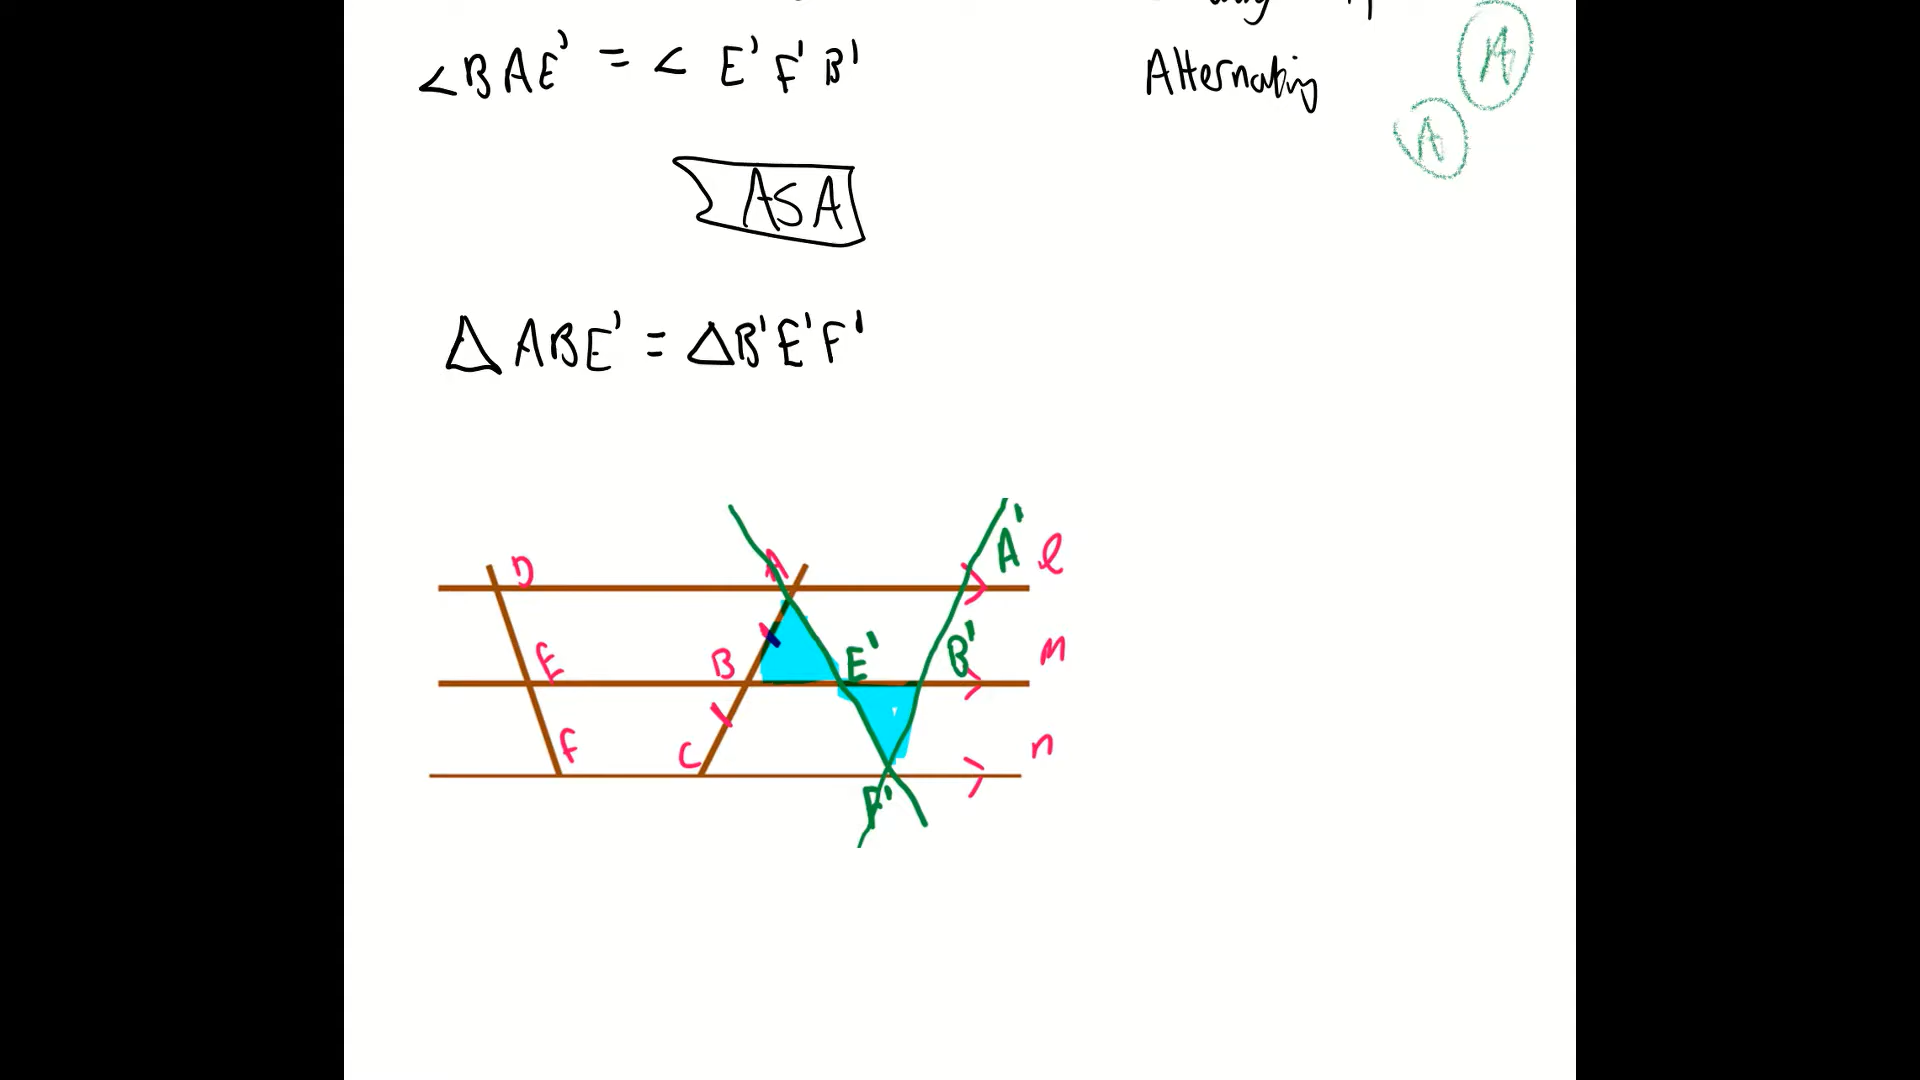 ∠BAE' = ∠E'F'B' Alternating A
A
ASA
△ABE' = △B'E'F'
A'
D A l
E B E' B' m
F C n
F'